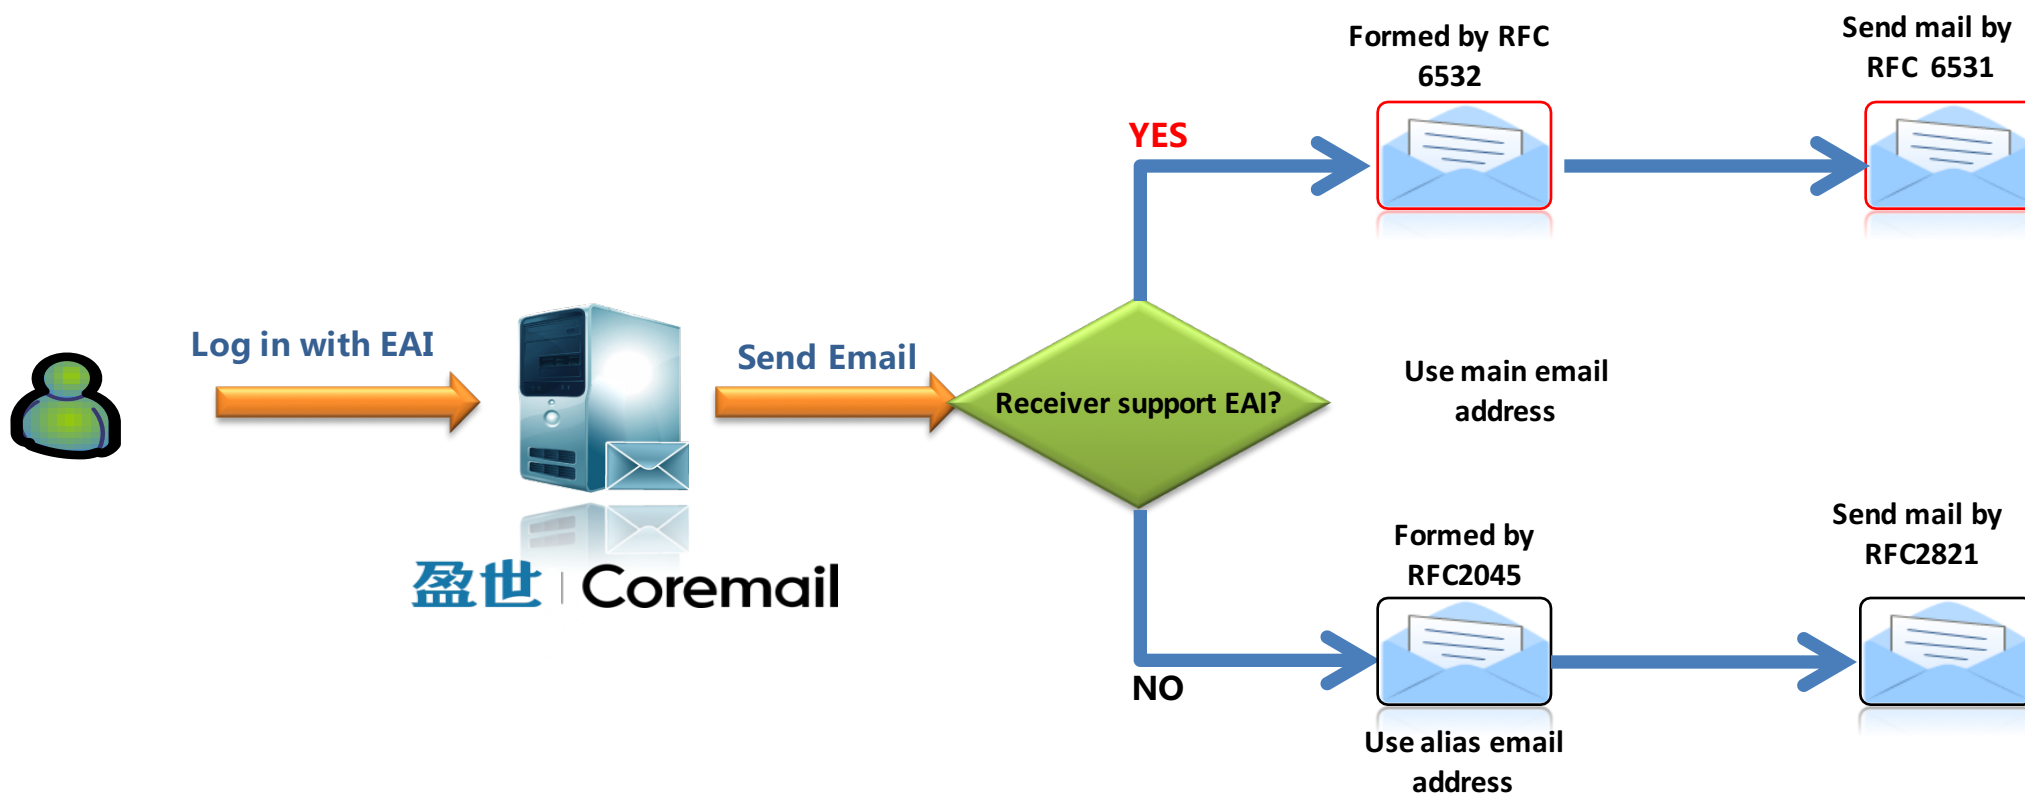 Formed by RFC
6532
Send mail by
RFC 6531
YES
Log in with EAI
Send Email
Receiver support EAI?
Use main email
address
盈世 | Coremail
NO
Formed by
RFC2045
Send mail by
RFC2821
Use alias email
address